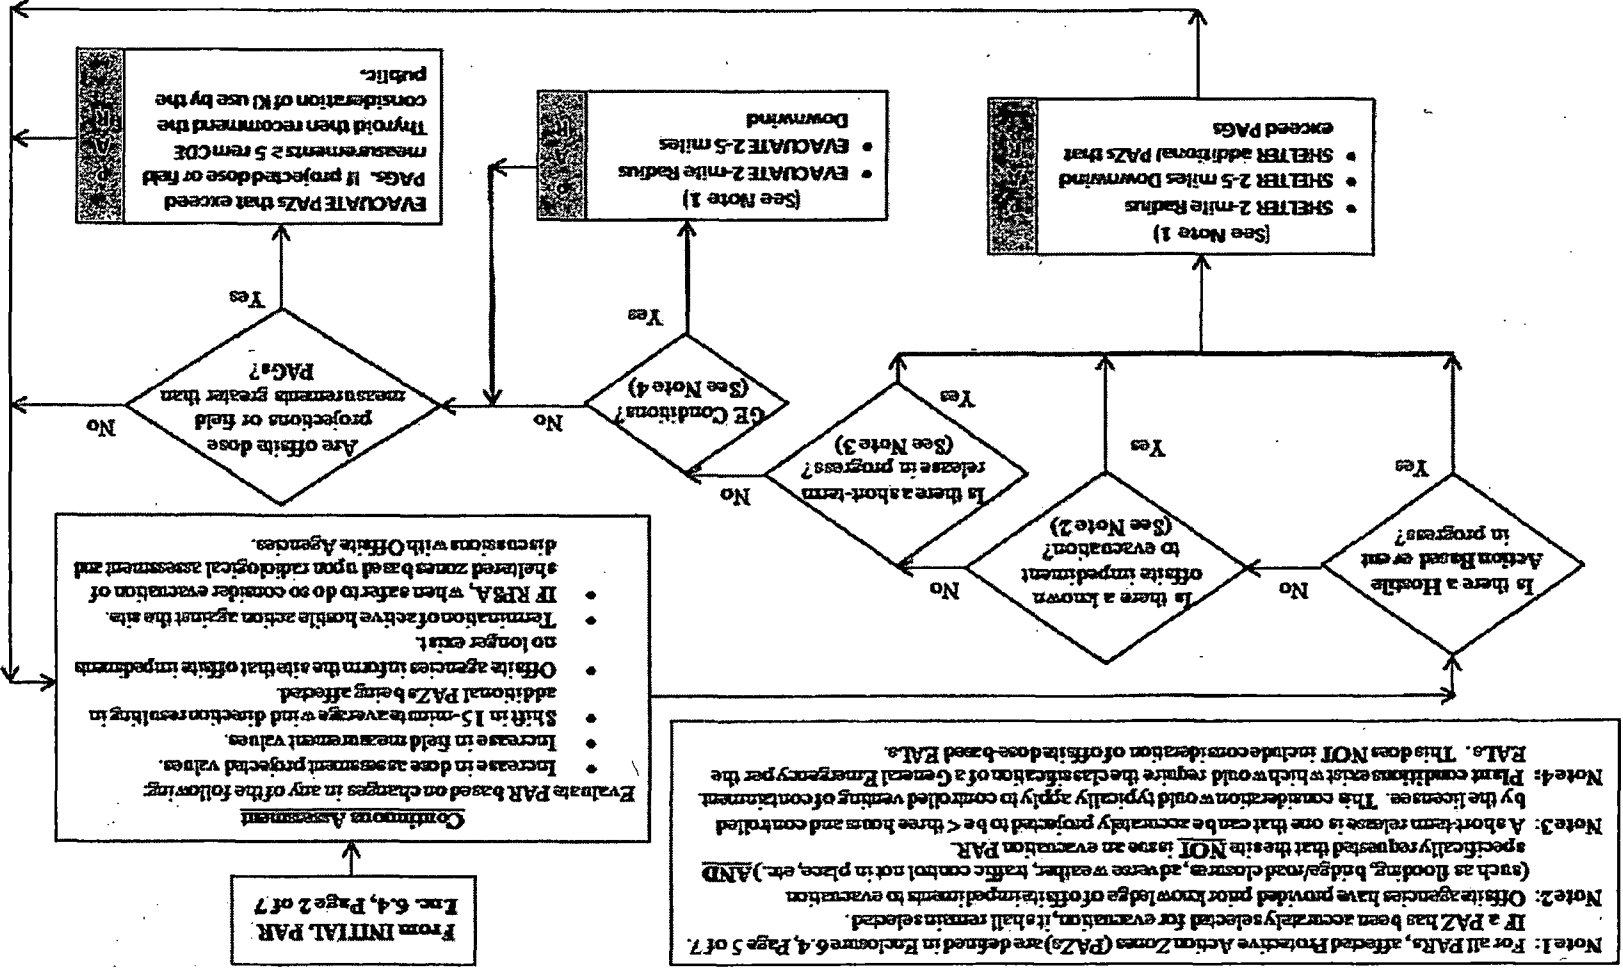 Note1: For all PARs, affected Protective Action Zones (PAZs) are defined in Enclosure 6.4, Page 5 of 7.
IF a PAZ has been accurately selected for evacuation, it shall remain selected.
Note2: Offsite agencies have provided prior knowledge of offsite impediments to evacuation
(such as flooding, bridge/road closures, adverse weather, traffic control not in place, etc..) AND
specifically requested that the site NOT issue an evacuation PAR.
Note3: A short-term release is one that can be accurately projected to be < three hours and controlled
by the licensee. This consideration would typically apply to controlled venting of containment.
Note4: Plant conditions exist which would require the classification of a General Emergency per the
EALs. This does NOT include consideration of offsite dose-based EALs.
From INITIAL PAR
Enc. 6.4, Page 2 of 7
Continuous Assessment
Evaluate PAR based on changes in any of the following:
• Increase in dose assessment projected values.
• Increase in field measurement values.
• Shift in 15-minute average wind direction resulting in
additional PAZs being affected.
• Offsite agencies inform the site that offsite impediments
no longer exist.
• Termination of active hostile action against the site.
• IF RPSA, when safer to do so consider evacuation of
sheltered zones based upon radiological assessment and
discussions with Offsite Agencies.
Is there a Hostile
Action Based event
in progress?
No
Yes
Is there a known
offsite impediment
to evacuation?
(See Note 2)
No
Yes
Is there a short-term
release in progress?
(See Note 3)
No
Yes
GE Conditions?
(See Note 4)
No
Yes
Are offsite dose
projections or field
measurements greater than
PAGs?
No
Yes
(See Note 1)
• SHELTER 2-mile Radius
• SHELTER 2-5 miles Downwind
• SHELTER additional PAZs that
exceed PAGs
(See Note 1)
• EVACUATE 2-mile Radius
• EVACUATE 2-5 miles
Downwind
EVACUATE PAZs that exceed
PAGs. If projected dose or field
measurements ≥ 5 rem CDE
Thyroid then recommend the
consideration of KI use by the
public.